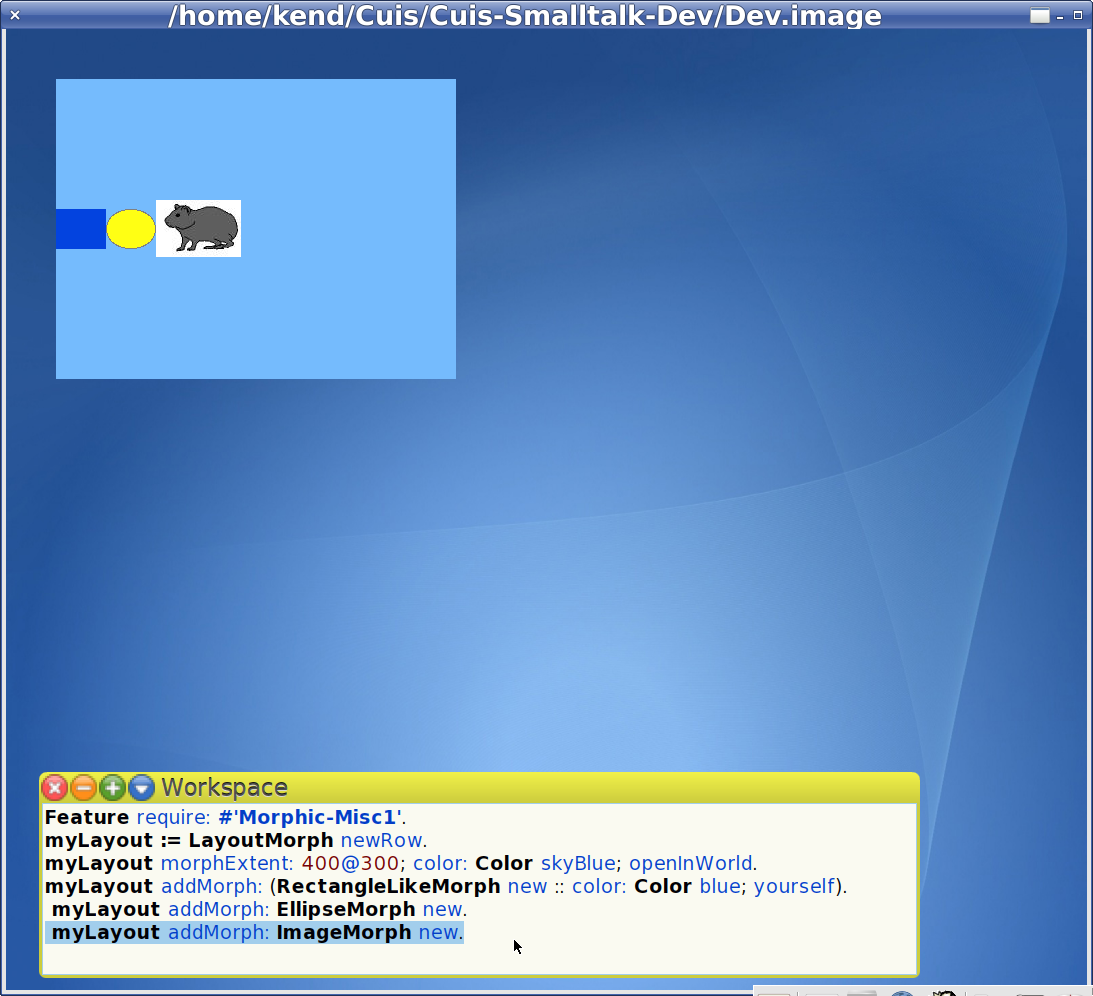 /home/kend/Cuis/Cuis-Smalltalk-Dev/Dev.image
Workspace
Feature require: #'Morphic-Misc1'.
myLayout := LayoutMorph newRow.
myLayout morphExtent: 400@300; color: Color skyBlue; openInWorld.
myLayout addMorph: (RectangleLikeMorph new :: color: Color blue; yourself).
myLayout addMorph: EllipseMorph new.
myLayout addMorph: ImageMorph new.